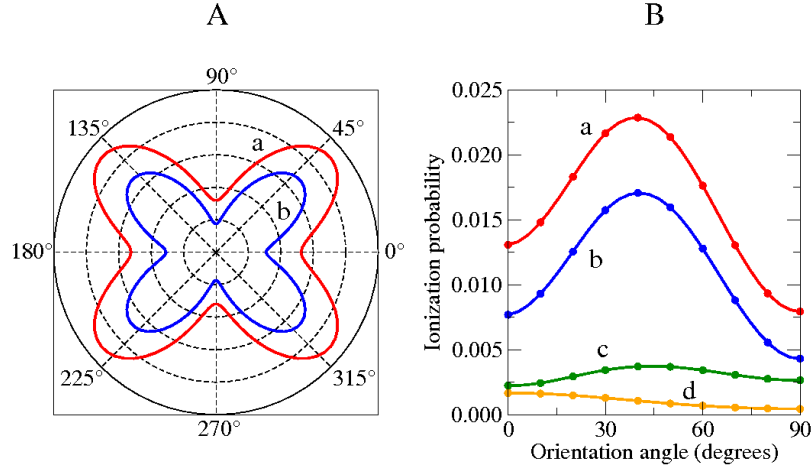 A
90°
135°
45°
a
b
180°
0°
225°
315°
270°
B
Ionization probability
0.025
0.020
0.015
0.010
0.005
0.000
a
b
c
d
0 30 60 90
Orientation angle (degrees)